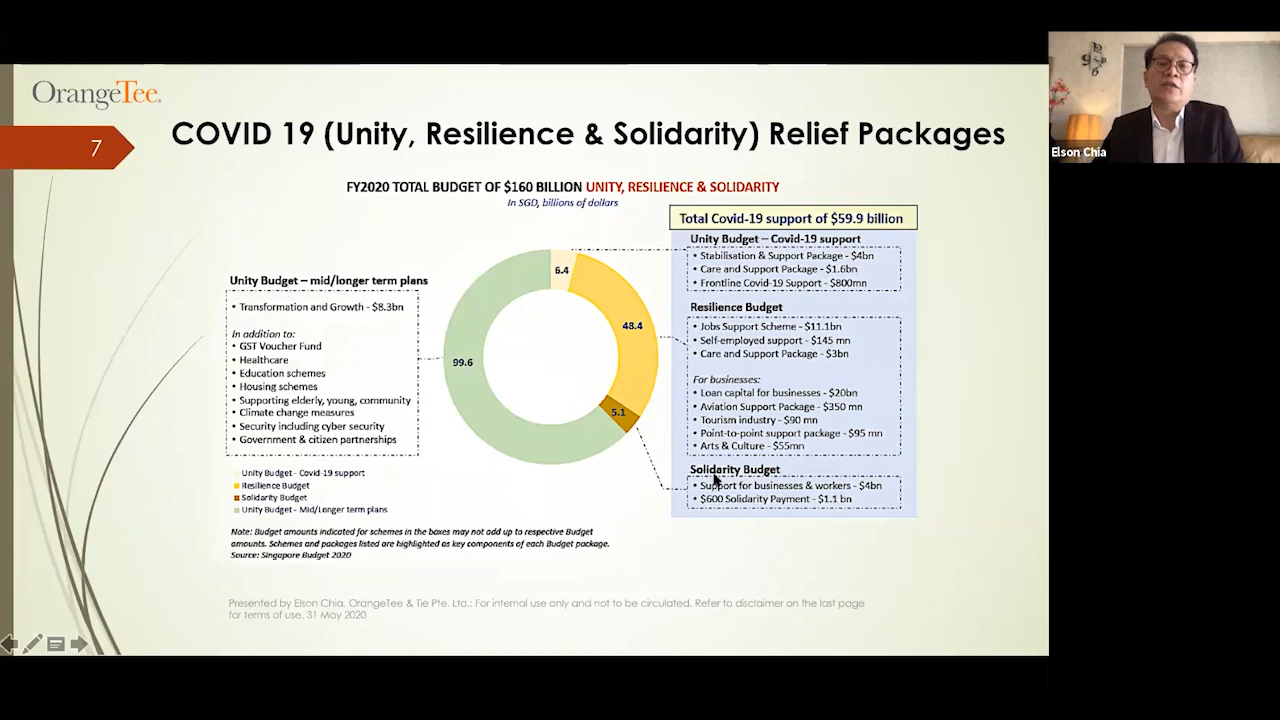 OrangeTee
7
COVID 19 (Unity, Resilience & Solidarity) Relief Packages
Elson Chia
FY2020 TOTAL BUDGET OF $160 BILLION UNITY, RESILIENCE & SOLIDARITY
In SGD, billions of dollars
Unity Budget – mid/longer term plans
• Transformation and Growth - $8.3bn
In addition to:
• GST Voucher Fund
• Healthcare
• Education schemes
• Housing schemes
• Supporting elderly, young, community
• Climate change measures
• Security including cyber security
• Government & citizen partnerships
6.4
48.4
99.6
5.1
Total Covid-19 support of $59.9 billion
Unity Budget – Covid-19 support
• Stabilisation & Support Package - $4bn
• Care and Support Package - $1.6bn
• Frontline Covid-19 Support - $800mn
Resilience Budget
• Jobs Support Scheme - $11.1bn
• Self-employed support - $145 mn
• Care and Support Package - $3bn
For businesses:
• Loan capital for businesses - $20bn
• Aviation Support Package - $350 mn
• Tourism industry - $90 mn
• Point-to-point support package - $95 mn
• Arts & Culture - $55mn
Solidarity Budget
• Support for businesses & workers - $4bn
• $600 Solidarity Payment - $1.1 bn
Unity Budget - Covid-19 support
Resilience Budget
Solidarity Budget
Unity Budget - Mid/Longer term plans
Note: Budget amounts indicated for schemes in the boxes may not add up to respective Budget
amounts. Schemes and packages listed are highlighted as key components of each Budget package.
Source: Singapore Budget 2020
Presented by Elson Chia, OrangeTee & Tie Pte. Ltd.; For internal use only and not to be circulated. Refer to disclaimer on the last page
for terms of use. 31 May 2020